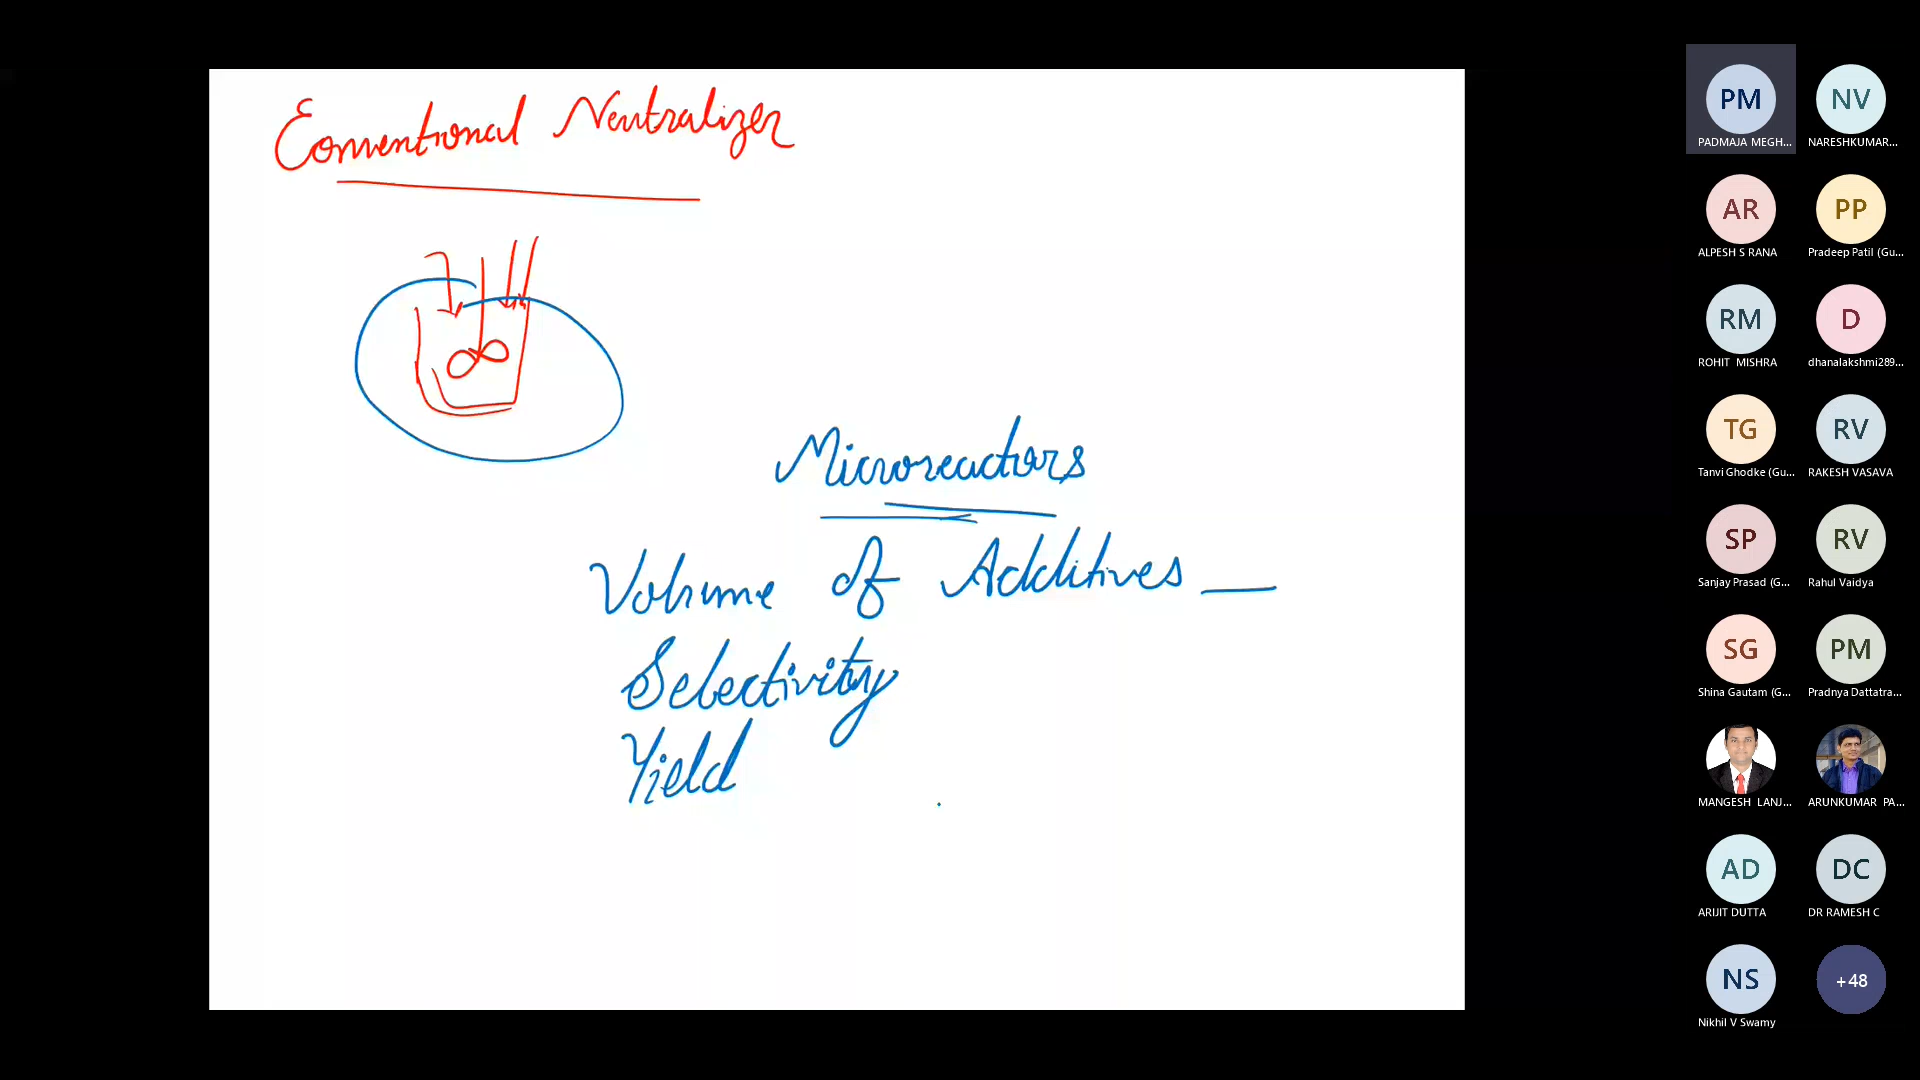 Conventional Neutralizer
Microreactors
Volume of Additives
Selectivity
Yield
PM
PADMAJA MEGH...
NV
NARESHKUMAR...
AR
ALPESH S RANA
PP
Pradeep Patil (Gu...
RM
ROHIT MISHRA
D
dhanalakshmi289...
TG
Tanvi Ghodke (Gu...
RV
RAKESH VASAVA
SP
Sanjay Prasad (G...
RV
Rahul Vaidya
SG
Shina Gautam (G...
PM
Pradnya Dattatra...
MANGESH LANJ...
ARUNKUMAR PA...
AD
ARIJIT DUTTA
DC
DR RAMESH C
NS
Nikhil V Swamy
+48